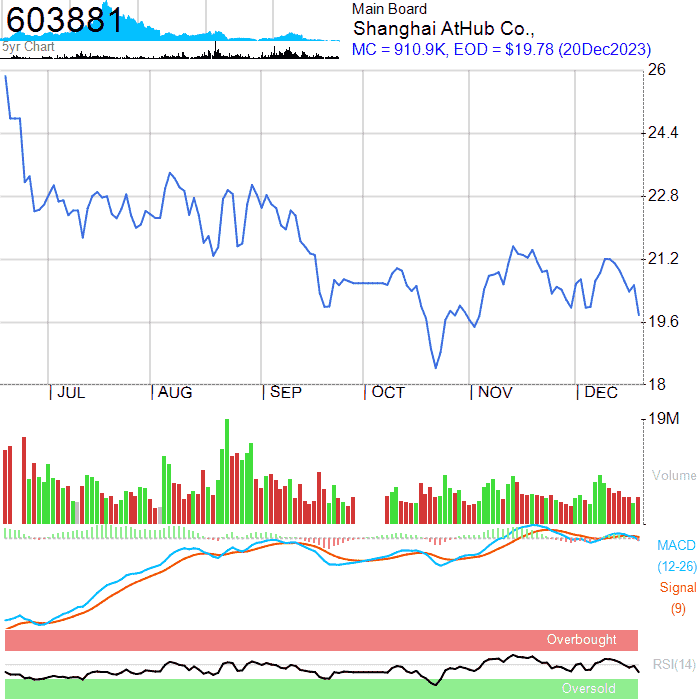 603881
5yr Chart
Main Board
Shanghai AtHub Co.,
MC = 910.9K, EOD = $19.78 (20Dec2023)
26
24.4
22.8
21.2
19.6
18
JUL AUG SEP OCT NOV DEC
19M
Volume
MACD
(12-26)
Signal
(9)
Overbought
RSI(14)
Oversold